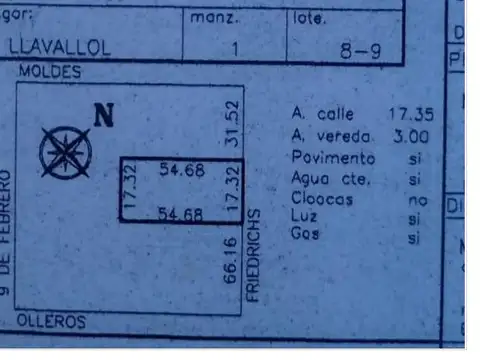 gar:
manz.
lote.
LLAVALLOL
1
8-9
MOLDES
N
31.52
17.32
54.68
17.32
54.68
66.16
9 DE FEBRERO
FRIEDRICHS
OLLEROS
A. calle 17.35
A. vereda 3.00
Pavimento si
Agua cte. si
Cloacas no
Luz si
Gas si
DI